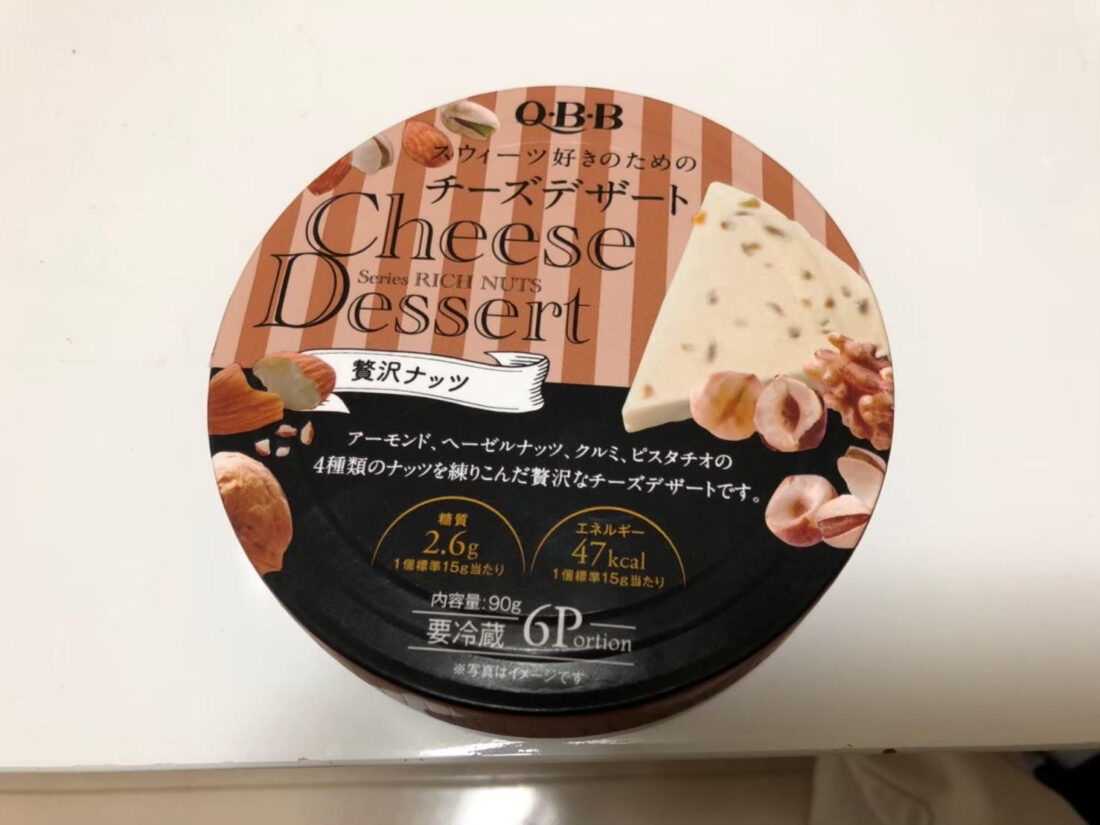 Q·B·B
スウィーツ好きのための
チーズデザート
Cheese
Series RICH NUTS
Dessert
贅沢ナッツ
アーモンド、ヘーゼルナッツ、クルミ、ピスタチオの
4種類のナッツを練りこんだ贅沢なチーズデザートです。
糖質
2.6g
1個標準15g当たり
エネルギー
47kcal
1個標準15g当たり
内容量:90g
要冷蔵
6Portion
※写真はイメージです